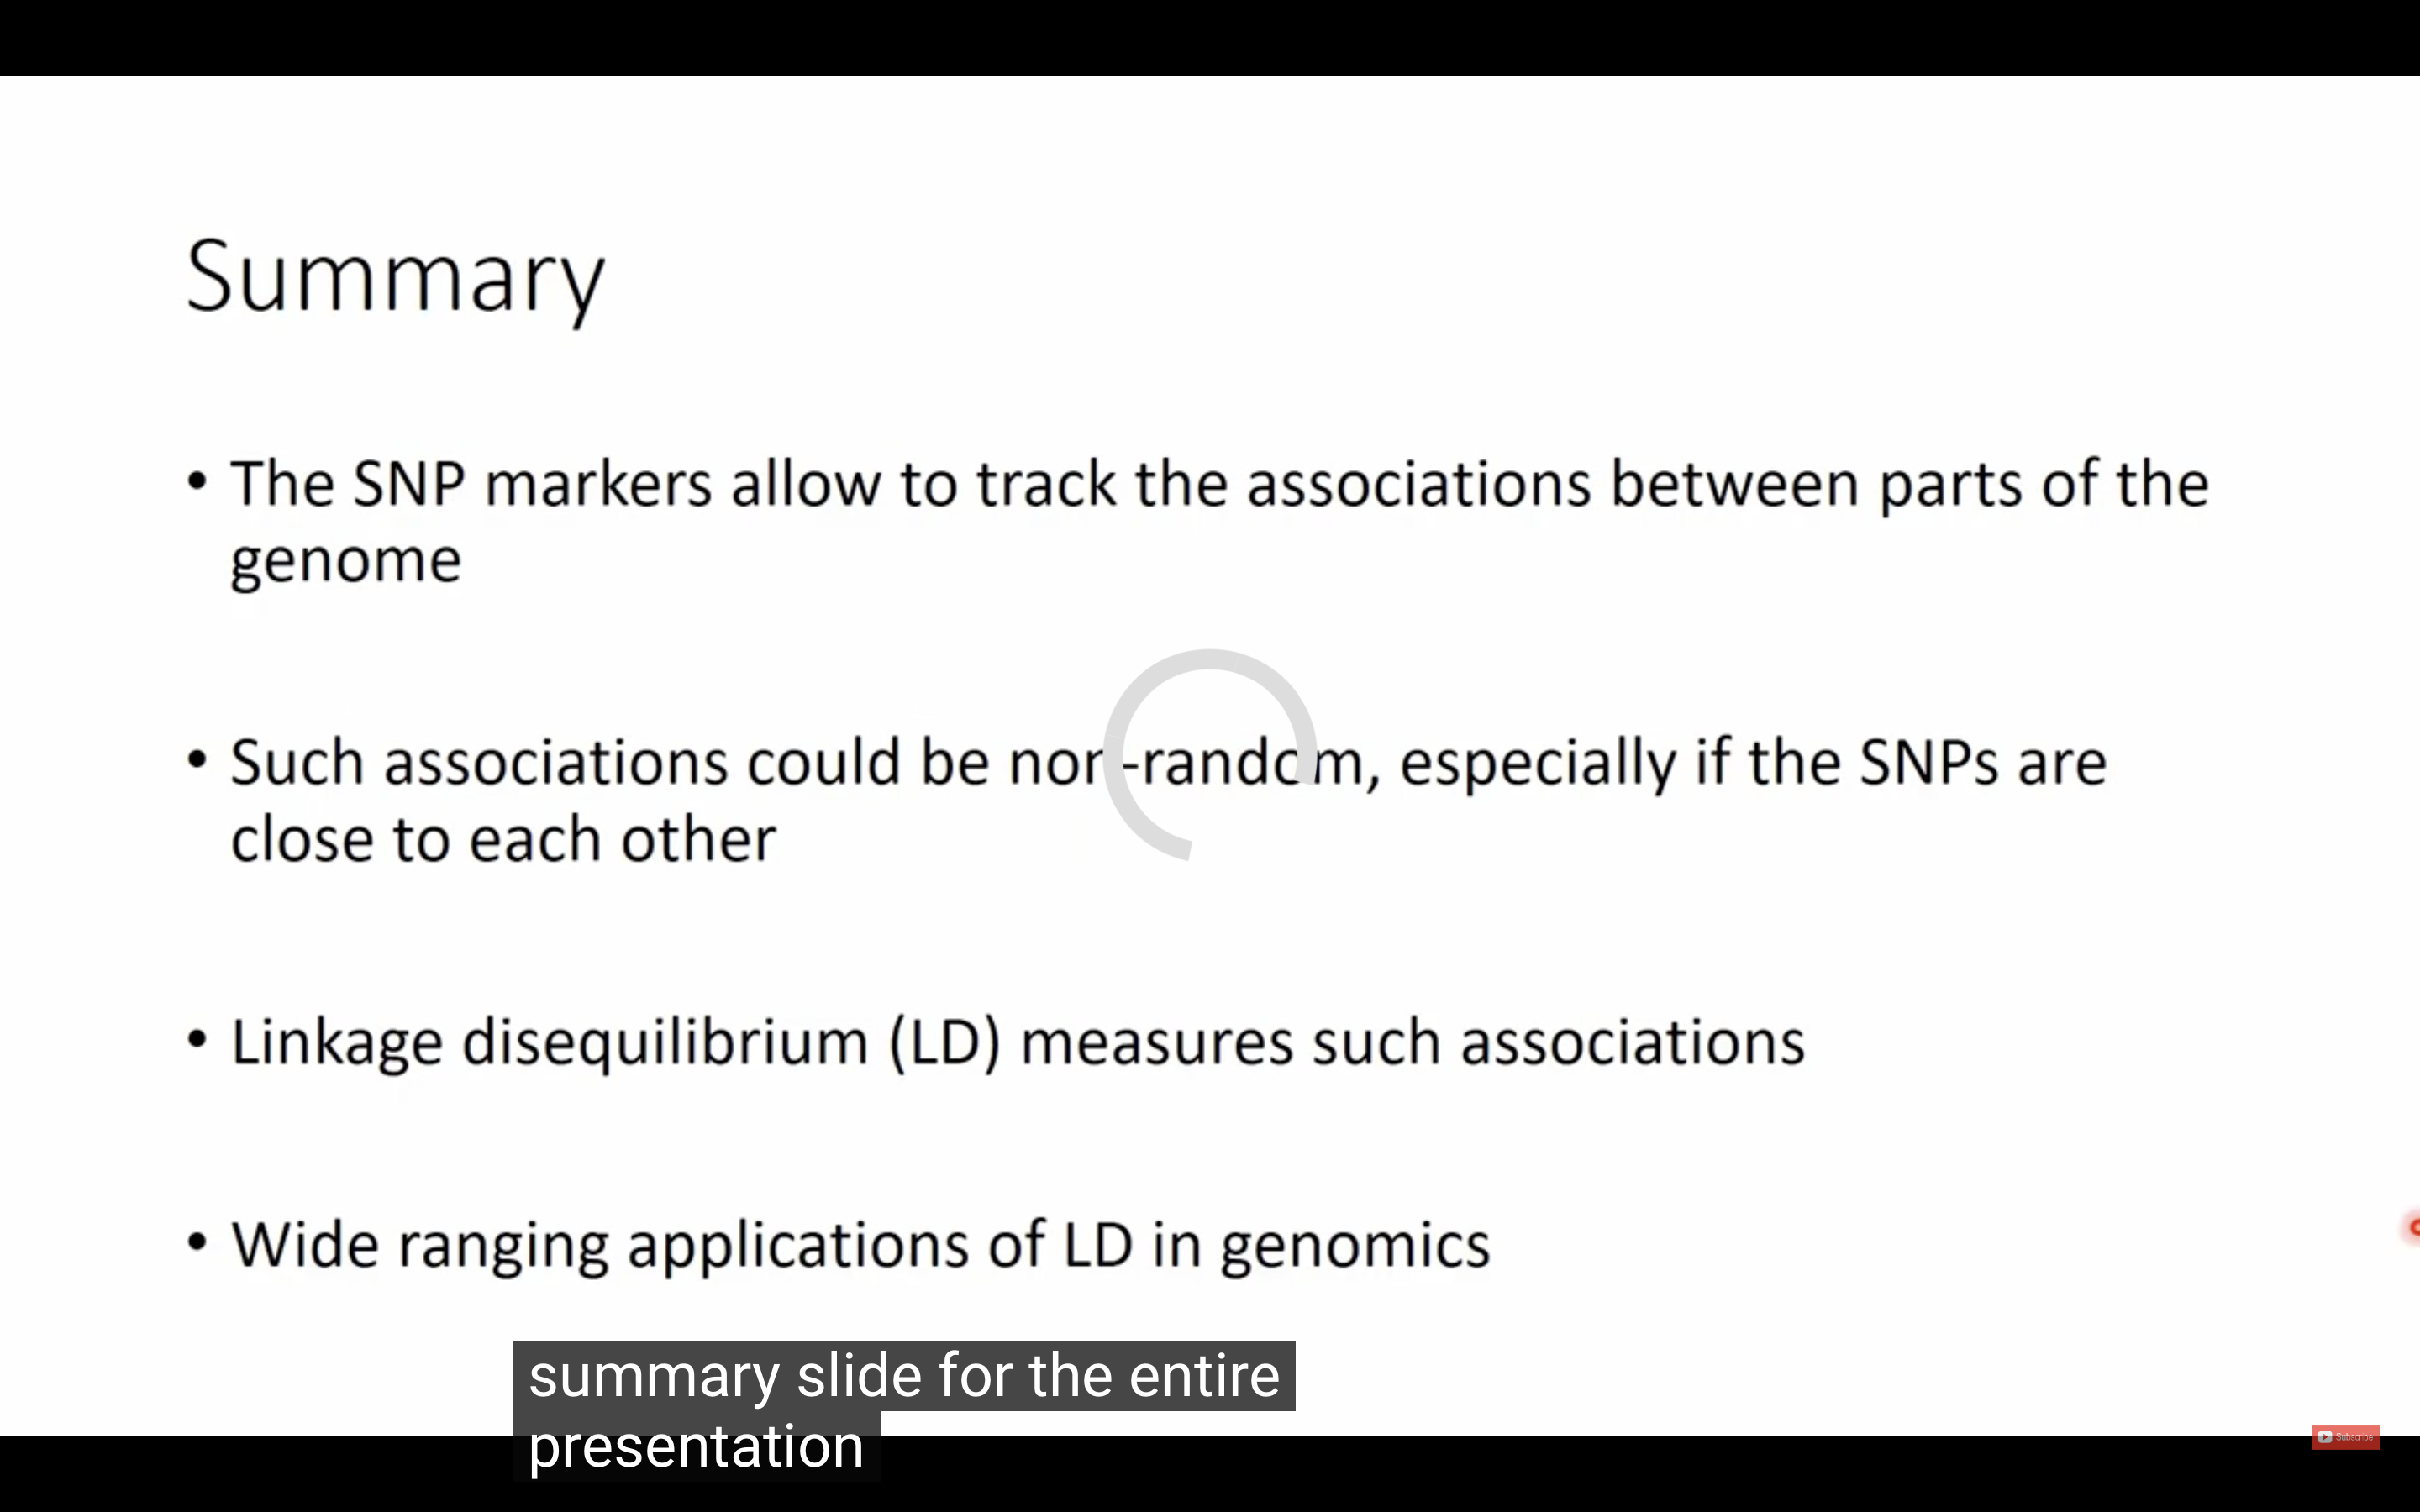 Summary
• The SNP markers allow to track the associations between parts of the
genome
• Such associations could be non-random, especially if the SNPs are
close to each other
• Linkage disequilibrium (LD) measures such associations
• Wide ranging applications of LD in genomics
summary slide for the entire
presentation
Subscribe